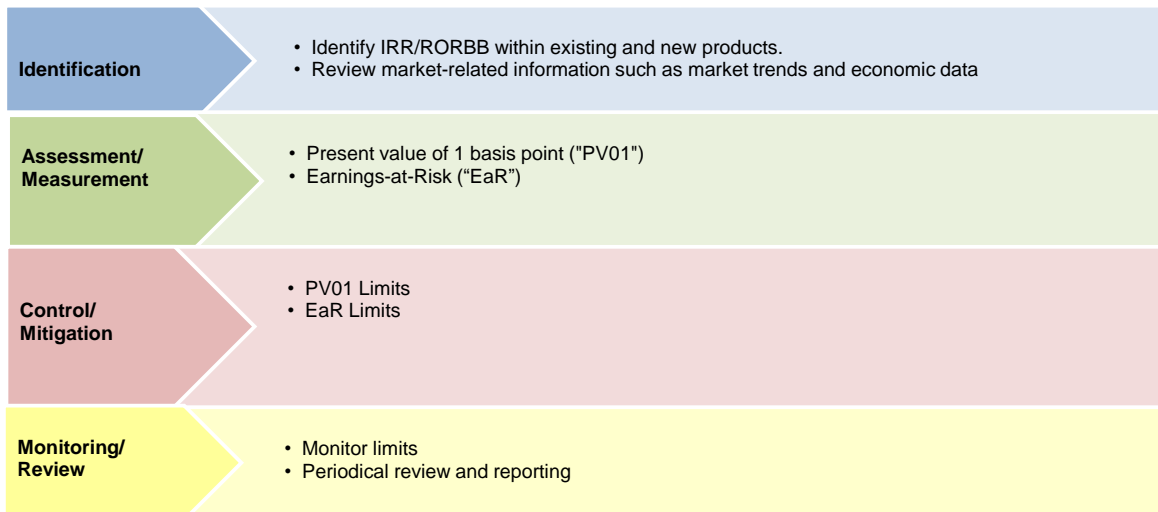 Identification
• Identify IRR/RORBB within existing and new products.
• Review market-related information such as market trends and economic data
Assessment/
Measurement
• Present value of 1 basis point ("PV01")
• Earnings-at-Risk (“EaR”)
Control/
Mitigation
• PV01 Limits
• EaR Limits
Monitoring/
Review
• Monitor limits
• Periodical review and reporting